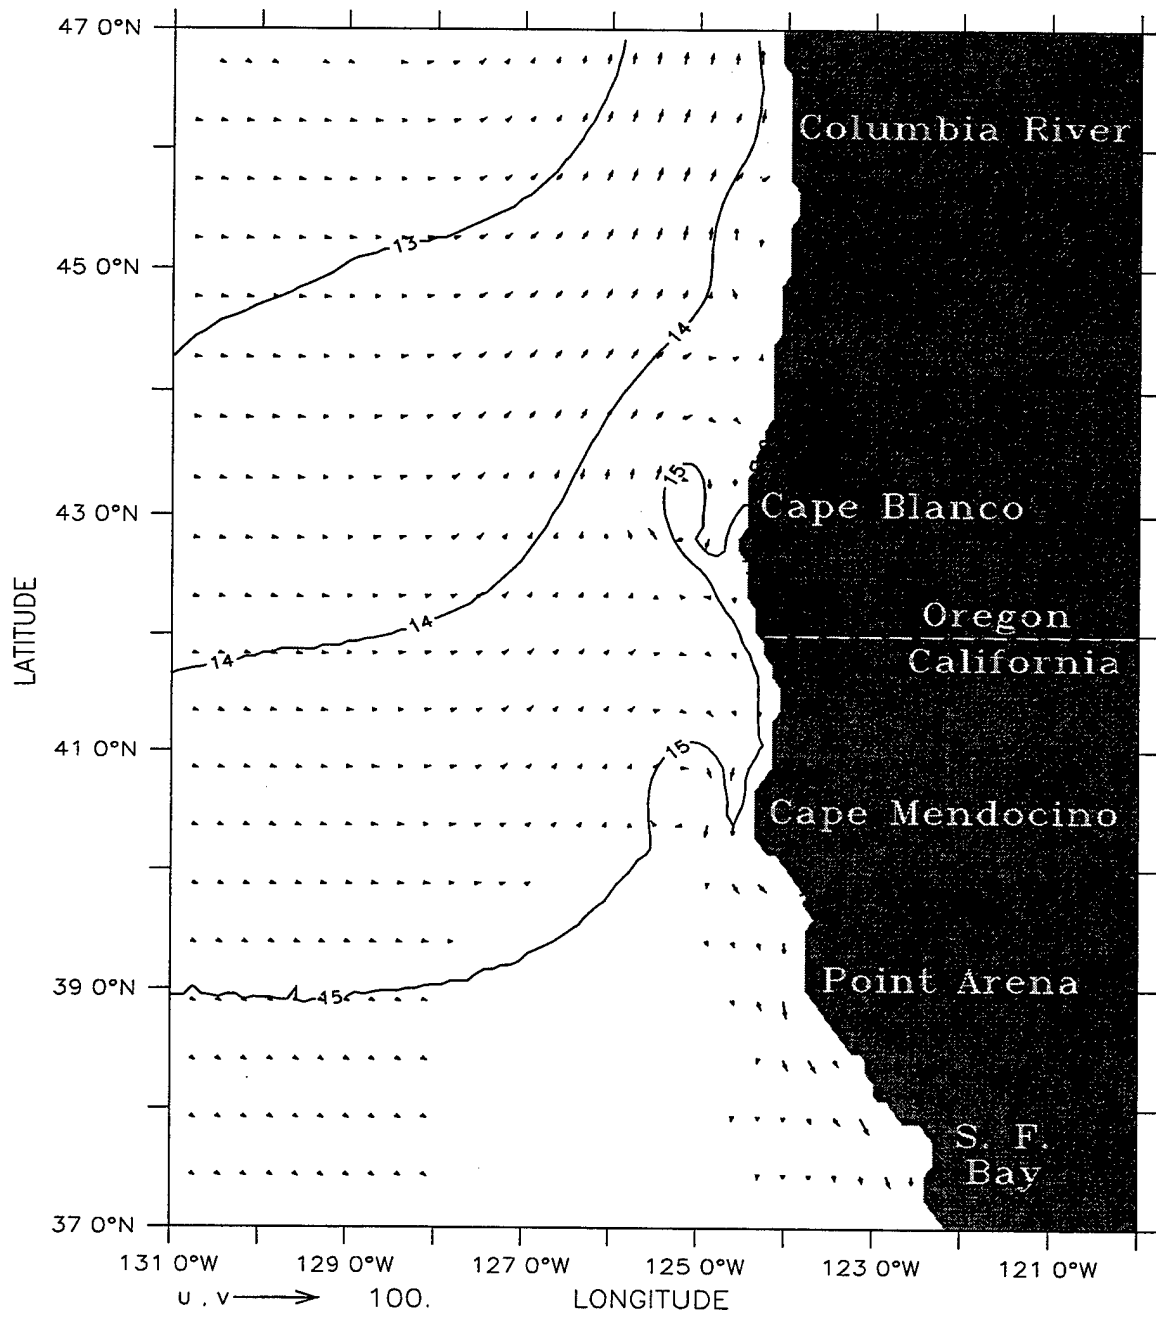 47 0°N
Columbia River
13
45 0°N
14
15
43 0°N
Cape Blanco
LATITUDE
14
Oregon
14
California
15
41 0°N
Cape Mendocino
39 0°N
15
Point Arena
S. F.
Bay
37 0°N
131 0°W 129 0°W 127 0°W 125 0°W 123 0°W 121 0°W
U , V 100. LONGITUDE